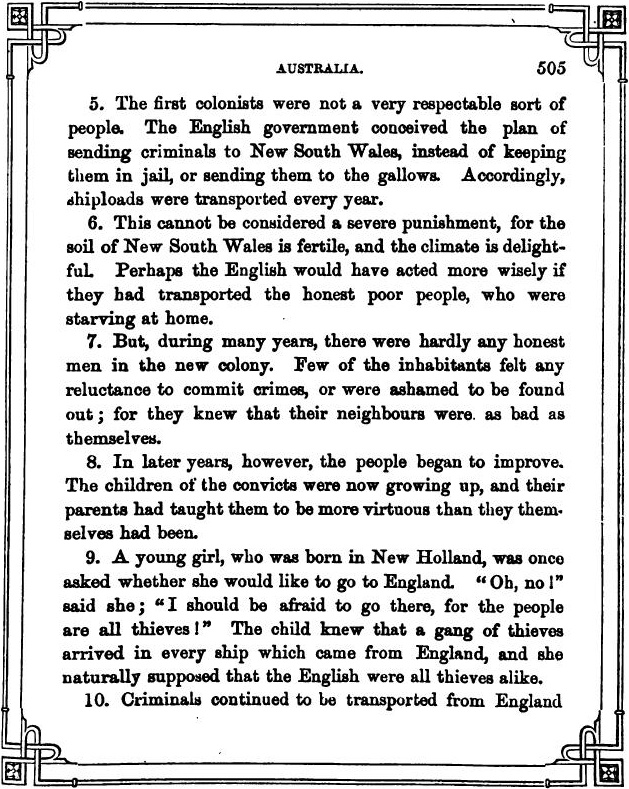 AUSTRALIA. 505
5. The first colonists were not a very respectable sort of
people. The English government conceived the plan of
sending criminals to New South Wales, instead of keeping
them in jail, or sending them to the gallows. Accordingly,
shiploads were transported every year.
6. This cannot be considered a severe punishment, for the
soil of New South Wales is fertile, and the climate is delight-
ful. Perhaps the English would have acted more wisely if
they had transported the honest poor people, who were
starving at home.
7. But, during many years, there were hardly any honest
men in the new colony. Few of the inhabitants felt any
reluctance to commit crimes, or were ashamed to be found
out; for they knew that their neighbours were as bad as
themselves.
8. In later years, however, the people began to improve.
The children of the convicts were now growing up, and their
parents had taught them to be more virtuous than they them-
selves had been.
9. A young girl, who was born in New Holland, was once
asked whether she would like to go to England. "Oh, no!"
said she; "I should be afraid to go there, for the people
are all thieves!" The child knew that a gang of thieves
arrived in every ship which came from England, and she
naturally supposed that the English were all thieves alike.
10. Criminals continued to be transported from England